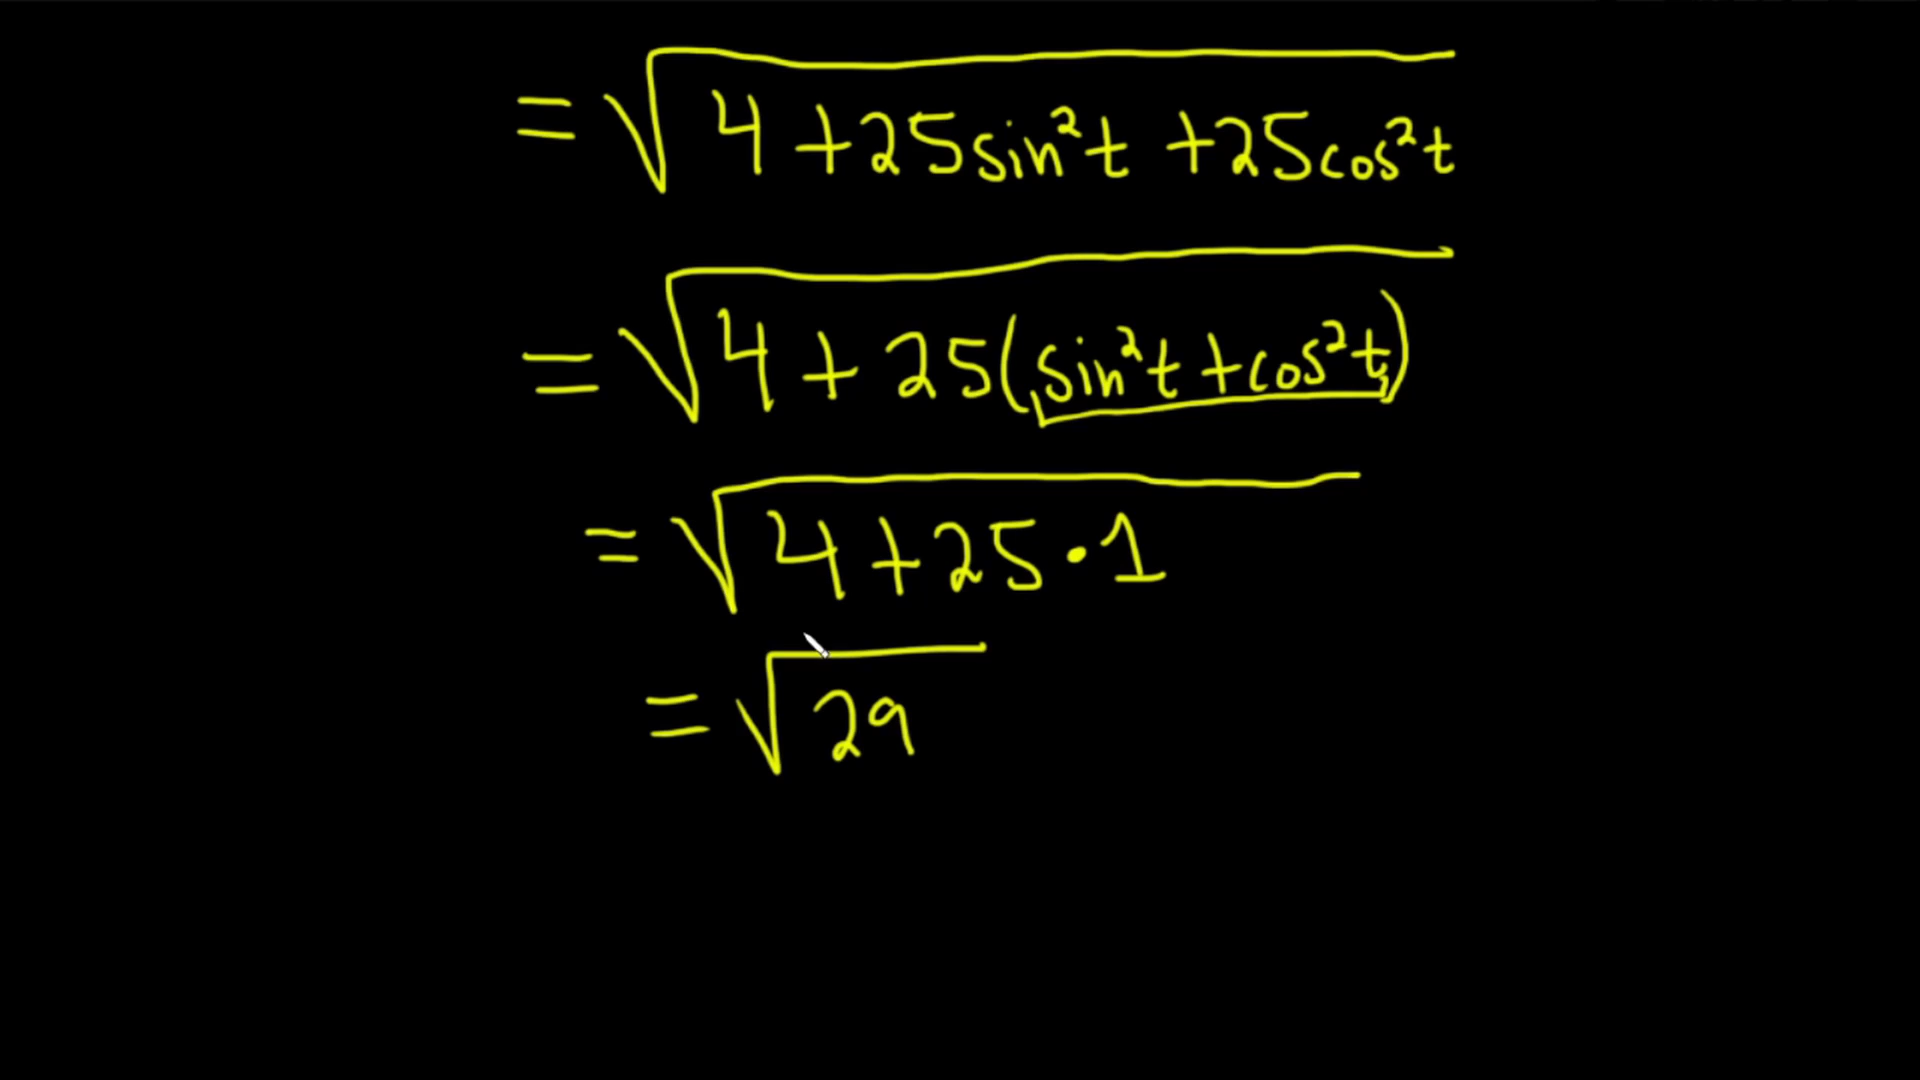 = √4 + 25sin²t + 25cos²t
= √4 + 25(sin²t + cos²t)
= √4 + 25 · 1
= √29